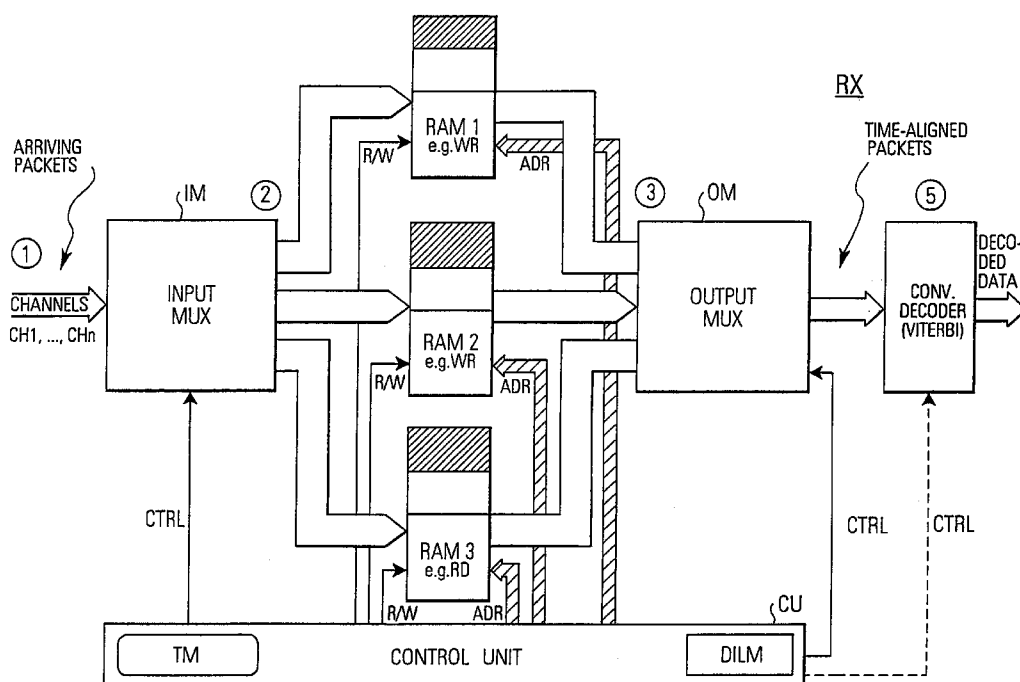 RX
ARRIVING
PACKETS
TIME-ALIGNED
PACKETS
RAM 1
e.g.WR
R/W
ADR
IM
②
③
OM
⑤
①
CHANNELS
CH1, ..., CHn
INPUT
MUX
RAM 2
e.g.WR
R/W
ADR
OUTPUT
MUX
CONV.
DECODER
(VITERBI)
DECO-
DED
DATA
CTRL
RAM 3
e.g.RD
R/W
ADR
CTRL
CTRL
CU
TM
CONTROL UNIT
DILM